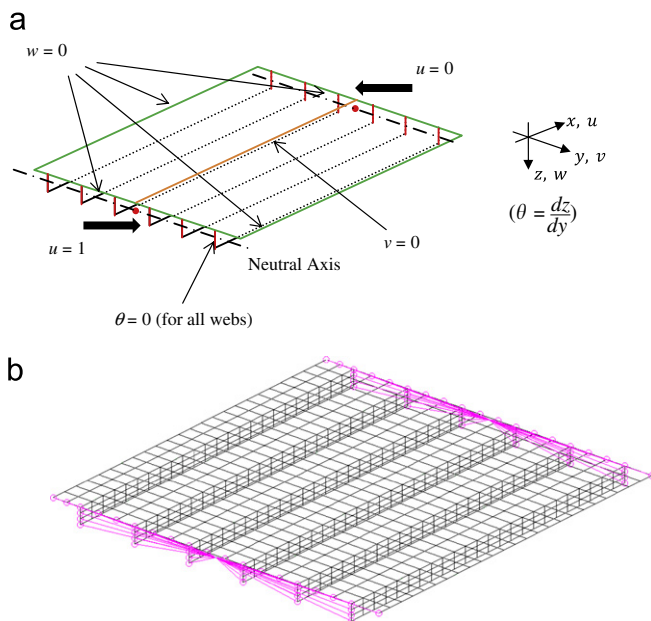 a
w = 0
u = 0
x, u
y, v
z, w
(θ = dz/dy)
u = 1
v = 0
Neutral Axis
θ = 0 (for all webs)
b